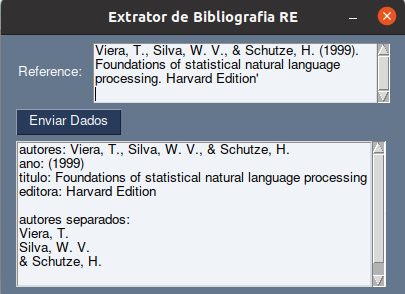 Extrator de Bibliografia RE
Reference:
Viera, T., Silva, W. V., & Schutze, H. (1999).
Foundations of statistical natural language
processing. Harvard Edition'
Enviar Dados
autores: Viera, T., Silva, W. V., & Schutze, H.
ano: (1999)
titulo: Foundations of statistical natural language processing
editora: Harvard Edition
autores separados:
Viera, T.
Silva, W. V.
& Schutze, H.